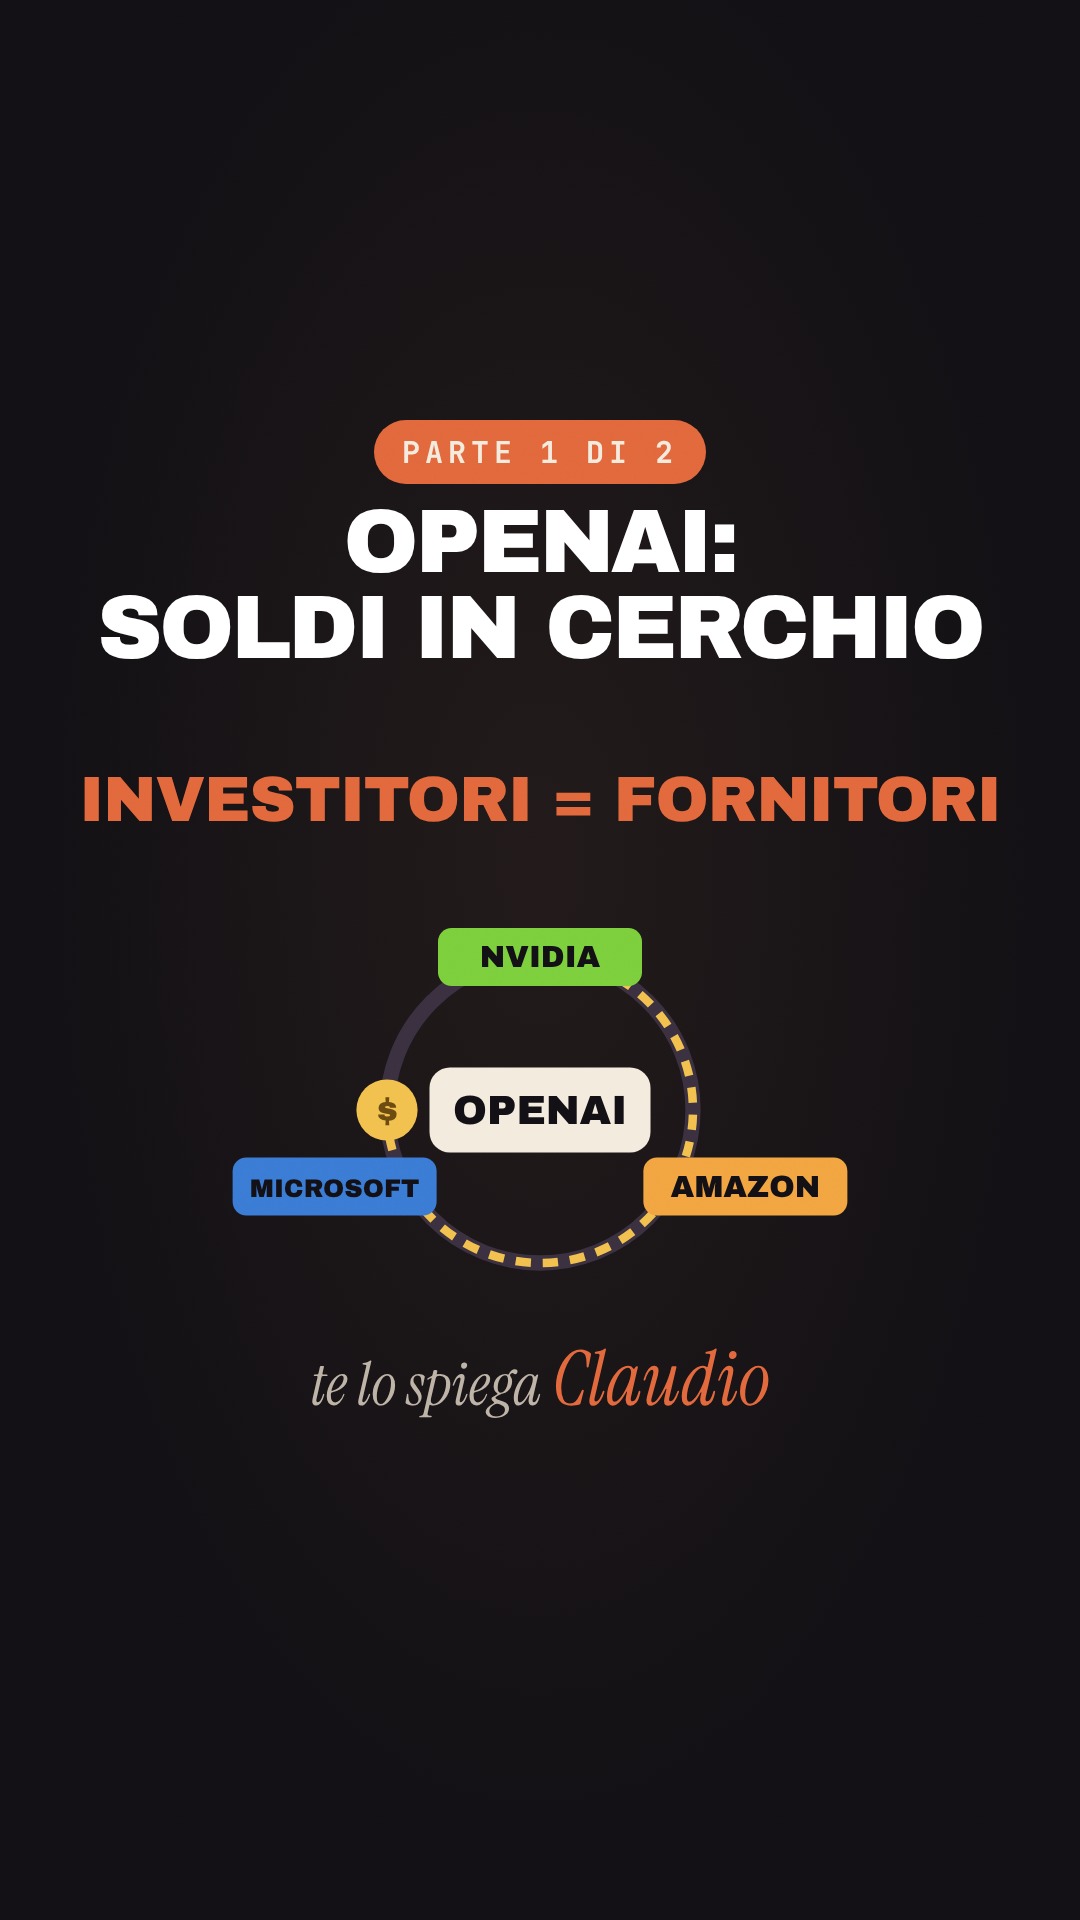 PARTE 1 DI 2
OPENAI:
SOLDI IN CERCHIO
INVESTITORI = FORNITORI
NVIDIA
$
OPENAI
MICROSOFT
AMAZON
te lo spiega Claudio